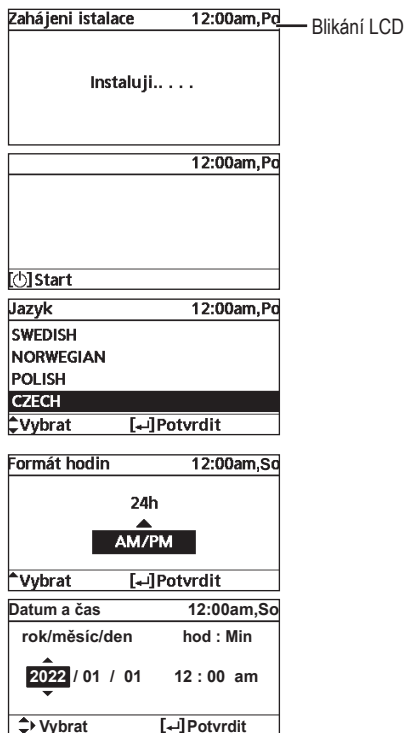 Zahájeni istalace 12:00am,Po
Blikání LCD
Instaluji.. . . .
12:00am,Po
[⏻]Start
Jazyk 12:00am,Po
SWEDISH
NORWEGIAN
POLISH
CZECH
Vybrat [↵]Potvrdit
Formát hodin 12:00am,So
24h
AM/PM
Vybrat [↵]Potvrdit
Datum a čas 12:00am,So
rok/měsíc/den hod : Min
2022 / 01 / 01 12 : 00 am
Vybrat [↵]Potvrdit